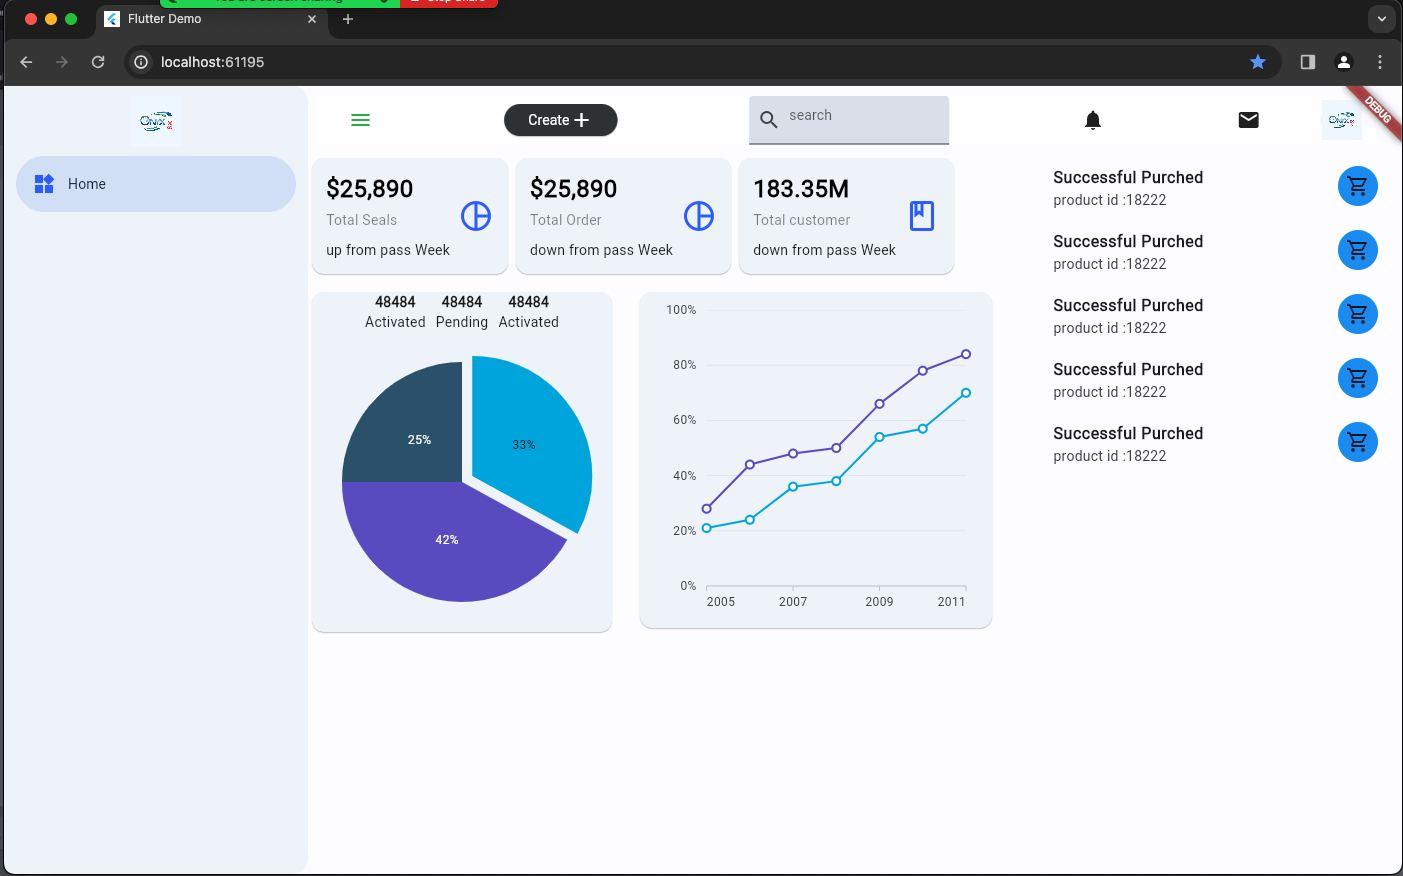 Flutter Demo
localhost:61195
DEBUG
Onix
Home
Create
search
Onix
$25,890
Total Seals
up from pass Week
$25,890
Total Order
down from pass Week
183.35M
Total customer
down from pass Week
Successful Purched
product id :18222
Successful Purched
product id :18222
Successful Purched
product id :18222
Successful Purched
product id :18222
Successful Purched
product id :18222
48484
Activated
48484
Pending
48484
Activated
25%
33%
42%
100%
80%
60%
40%
20%
0%
2005
2007
2009
2011